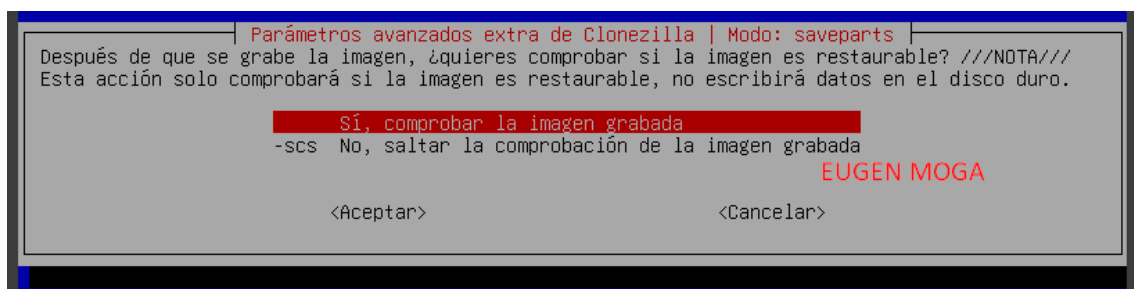 Parámetros avanzados extra de Clonezilla | Modo: saveparts
Después de que se grabe la imagen, ¿quieres comprobar si la imagen es restaurable? ///NOTA///
Esta acción solo comprobará si la imagen es restaurable, no escribirá datos en el disco duro.
Sí, comprobar la imagen grabada
-scs No, saltar la comprobación de la imagen grabada
EUGEN MOGA
<Aceptar> <Cancelar>